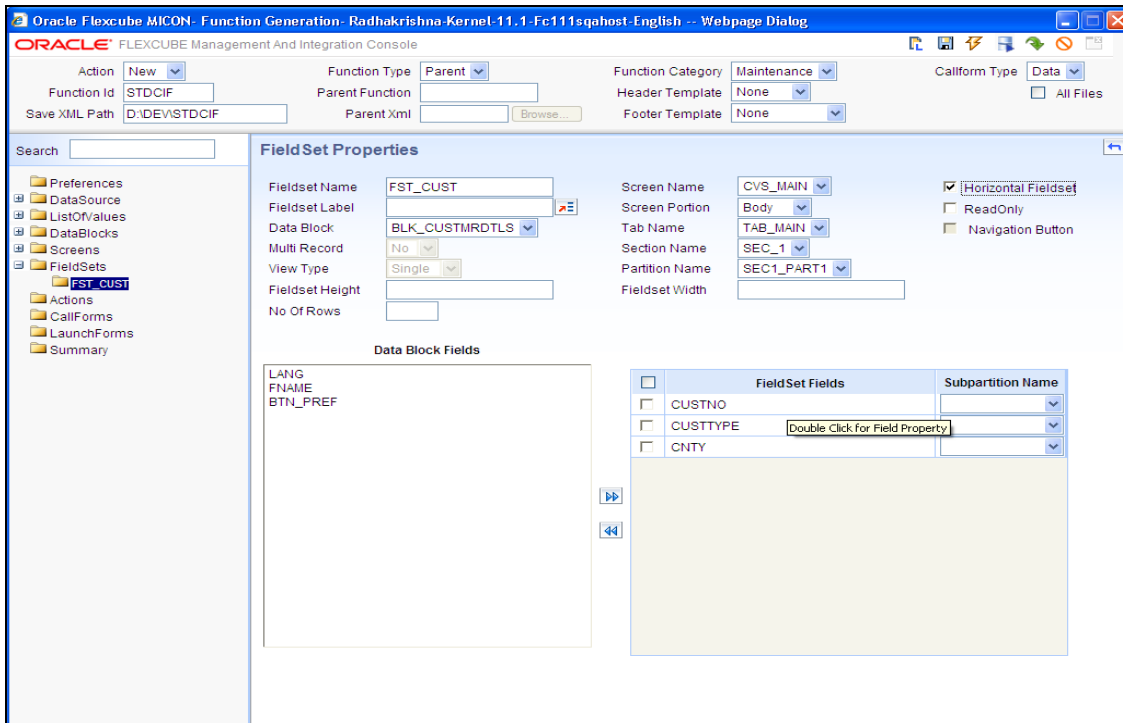 Oracle Flexcube MICON- Function Generation- Radhakrishna-Kernel-11.1-Fc111sqahost-English -- Webpage Dialog
ORACLE FLEXCUBE Management And Integration Console
Action New Function Type Parent Function Category Maintenance Callform Type Data
Function Id STDCIF Parent Function Header Template None All Files
Save XML Path D:\DEV\STDCIF Parent Xml Browse... Footer Template None
Search
Preferences
DataSource
ListOfValues
DataBlocks
Screens
FieldSets
FST_CUST
Actions
CallForms
LaunchForms
Summary
FieldSet Properties
Fieldset Name FST_CUST Screen Name CVS_MAIN Horizontal Fieldset
Fieldset Label Screen Portion Body ReadOnly
Data Block BLK_CUSTMRDTLS Tab Name TAB_MAIN Navigation Button
Multi Record No Section Name SEC_1
View Type Single Partition Name SEC1_PART1
Fieldset Height Fieldset Width
No Of Rows
Data Block Fields
LANG
FNAME
BTN_PREF
FieldSet Fields Subpartition Name
CUSTNO
CUSTTYPE Double Click for Field Property
CNTY